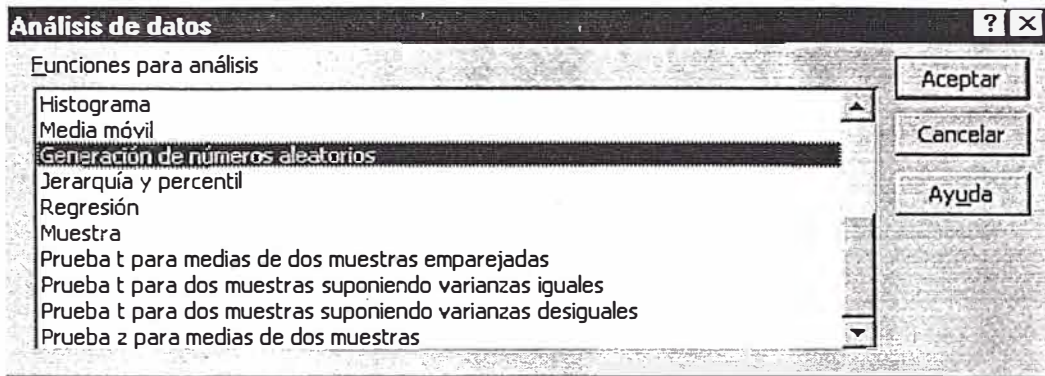 Análisis de datos
Funciones para análisis
Histograma
Media móvil
Generación de números aleatorios
Jerarquía y percentil
Regresión
Muestra
Prueba t para medias de dos muestras emparejadas
Prueba t para dos muestras suponiendo varianzas iguales
Prueba t para dos muestras suponiendo varianzas desiguales
Prueba z para medias de dos muestras
Aceptar
Cancelar
Ayuda